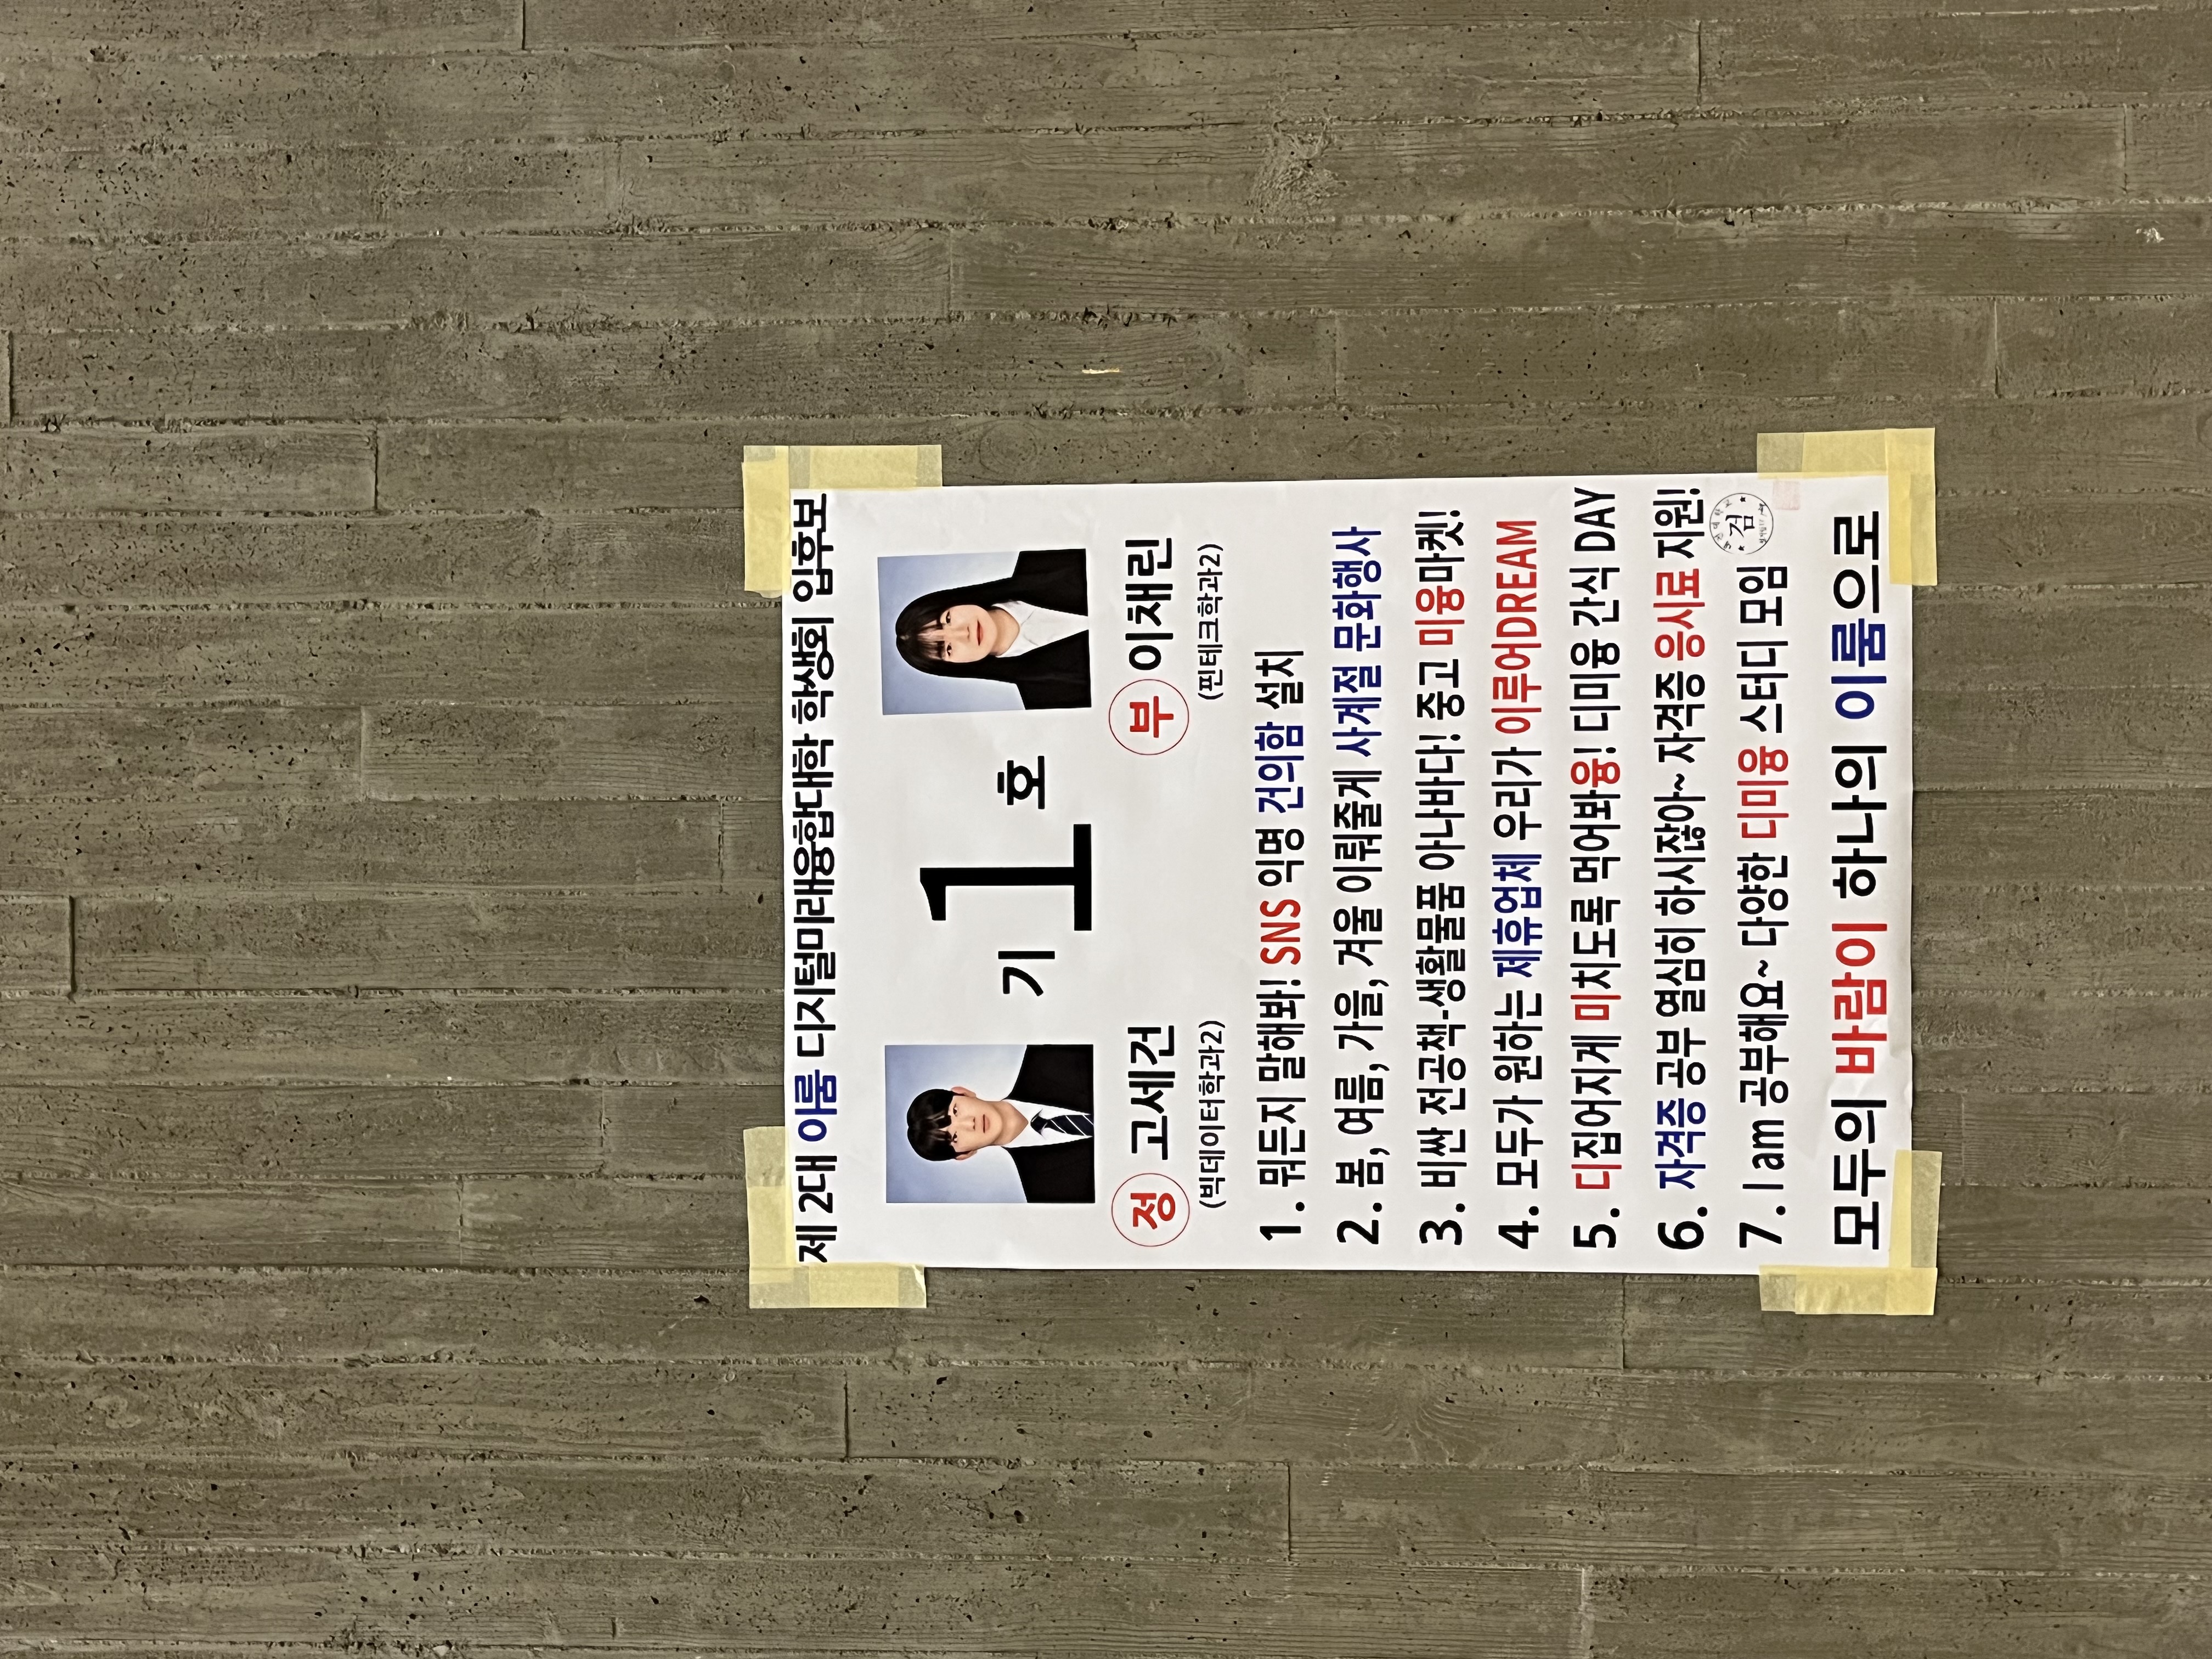 제 2대 이룸 디지털미래융합대학 학생회 입후보
기 1 호
정 고세건
부 이채린
(빅데이터학과2)
(핀테크학과2)
1. 뭐든지 말해봐! SNS 익명 건의함 설치
2. 봄, 여름, 가을, 겨울 이뤄줄게 사계절 문화행사
3. 비싼 전공책-생활물품 아나바다! 중고 미융마켓!
4. 모두가 원하는 제휴업체 우리가 이루어DREAM
5. 디집어지게 미치도록 먹어봐융! 디미융 간식 DAY
6. 자격증 공부 열심히 하시잖아~ 자격증 응시료 지원!
7. I am 공부해요~ 다양한 디미융 스터디 모임
검
모두의 바람이 하나의 이룸으로